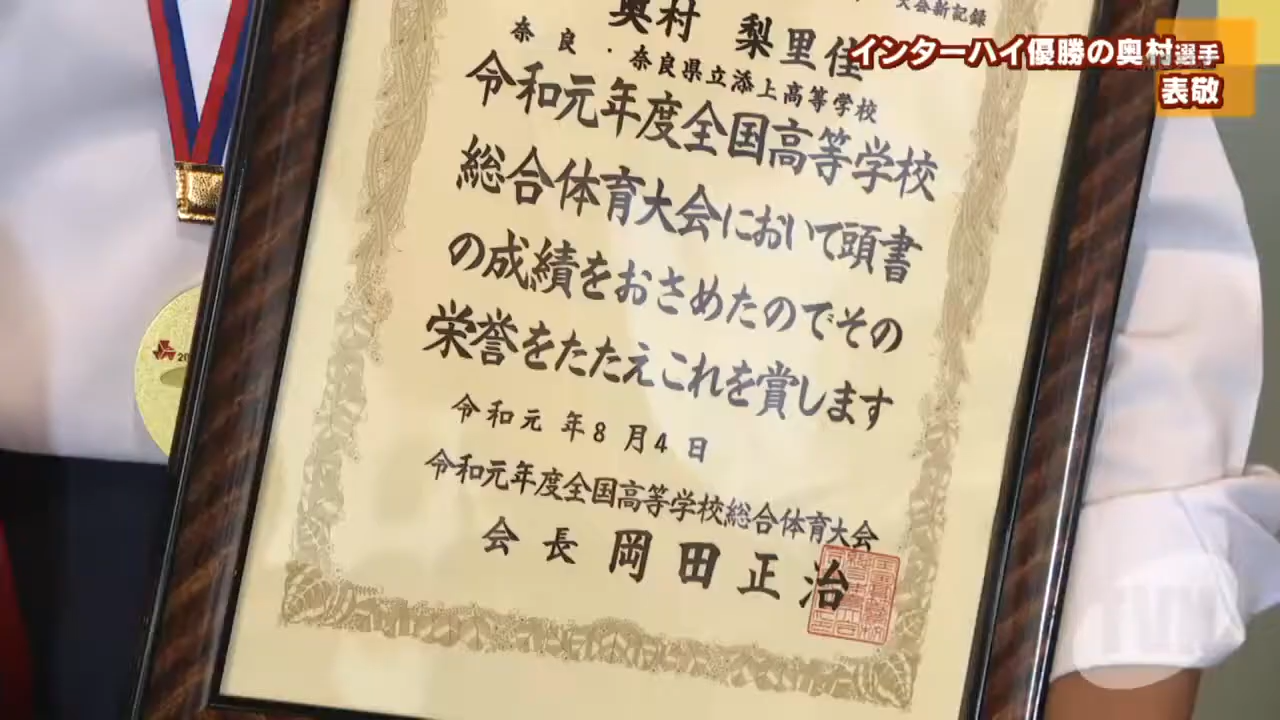 大会新記録
奥村 梨里佳
奈良・奈良県立添上高等学校
令和元年度全国高等学校
総合体育大会において頭書
の成績をおさめたのでその
栄誉をたたえこれを賞します
令和元年8月4日
令和元年度全国高等学校総合体育大会
会長 岡田正治
インターハイ優勝の奥村選手
表敬
20